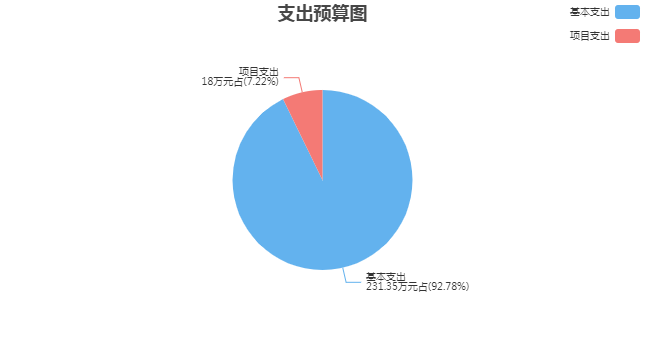 支出预算图
基本支出
项目支出
项目支出
18万元占(7.22%)
基本支出
231.35万元占(92.78%)